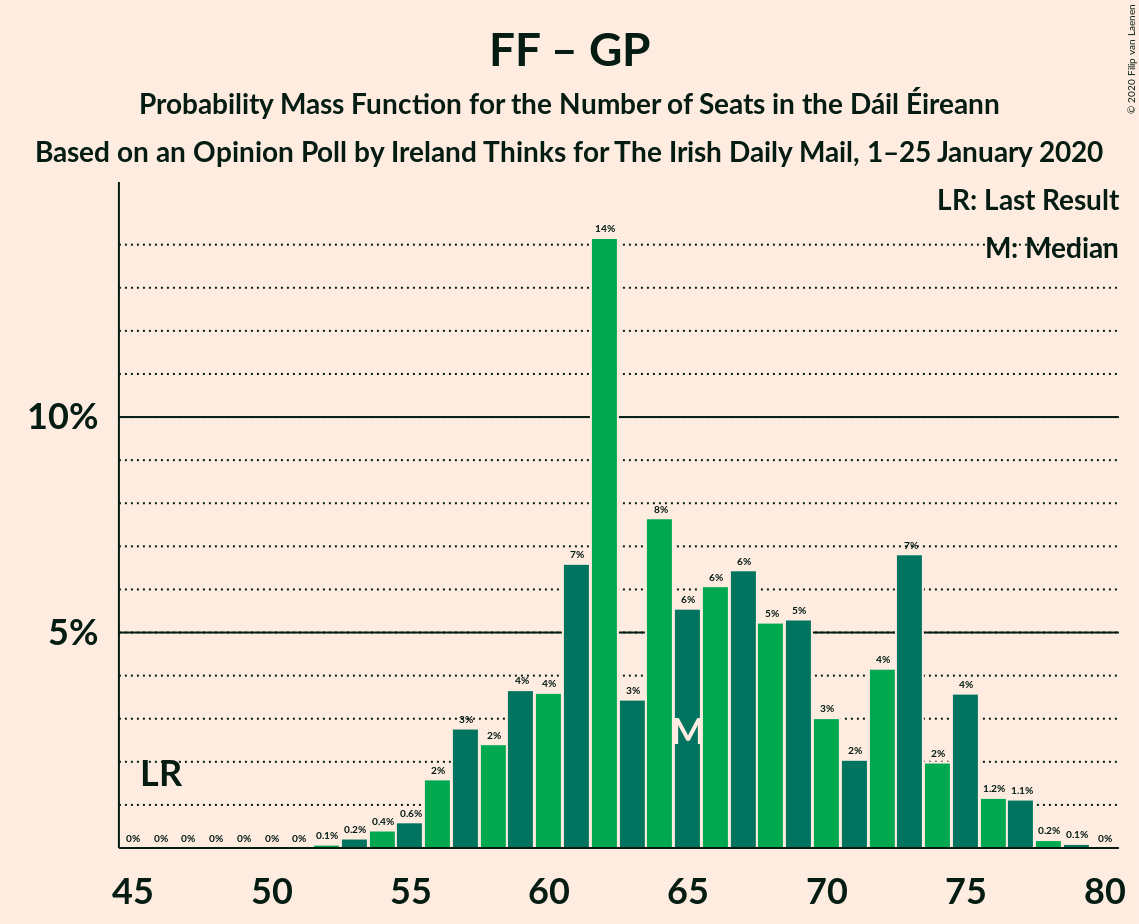 FF – GP
Probability Mass Function for the Number of Seats in the Dáil Éireann
Based on an Opinion Poll by Ireland Thinks for The Irish Daily Mail, 1–25 January 2020
© 2020 Filip van Laenen
LR: Last Result
M: Median
10%
5%
0% 0% 0% 0% 0% 0% 0% 0.1% 0.2% 0.4% 0.6% 2% 3% 2% 4% 4% 7% 14% 3% 8% 6% 6% 6% 5% 5% 3% 2% 4% 7% 2% 4% 1.2% 1.1% 0.2% 0.1% 0%
LR
M
45 50 55 60 65 70 75 80